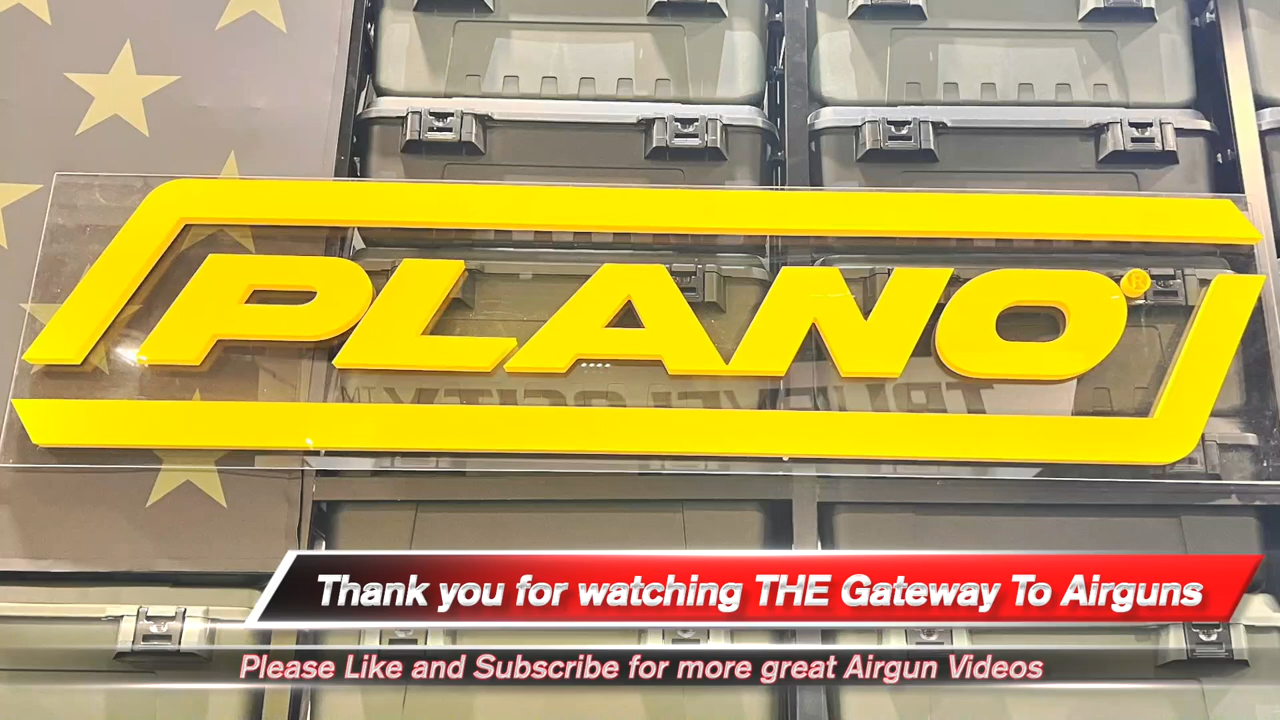 PLANO®
Thank you for watching THE Gateway To Airguns
Please Like and Subscribe for more great Airgun Videos